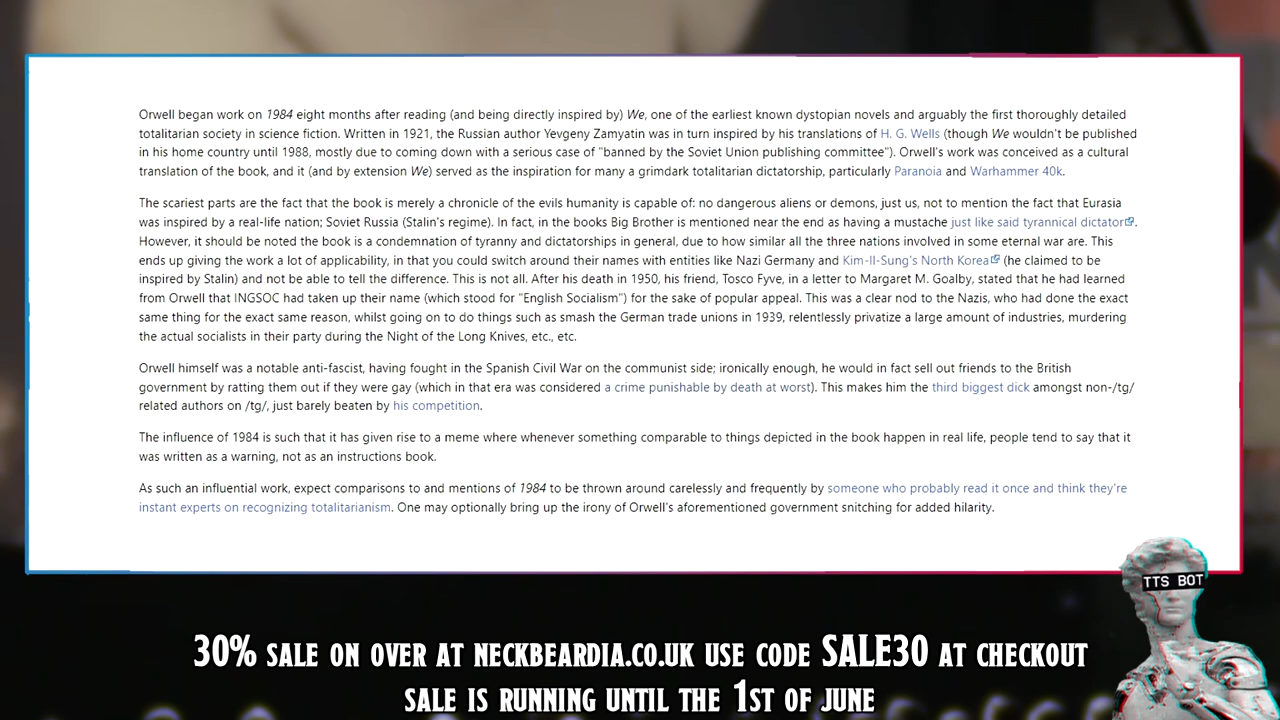 Orwell began work on 1984 eight months after reading (and being directly inspired by) We, one of the earliest known dystopian novels and arguably the first thoroughly detailed
totalitarian society in science fiction. Written in 1921, the Russian author Yevgeny Zamyatin was in turn inspired by his translations of H. G. Wells (though We wouldn't be published
in his home country until 1988, mostly due to coming down with a serious case of "banned by the Soviet Union publishing committee"). Orwell's work was conceived as a cultural
translation of the book, and it (and by extension We) served as the inspiration for many a grimdark totalitarian dictatorship, particularly Paranoia and Warhammer 40k.
The scariest parts are the fact that the book is merely a chronicle of the evils humanity is capable of: no dangerous aliens or demons, just us, not to mention the fact that Eurasia
was inspired by a real-life nation; Soviet Russia (Stalin's regime). In fact, in the books Big Brother is mentioned near the end as having a mustache just like said tyrannical dictator.
However, it should be noted the book is a condemnation of tyranny and dictatorships in general, due to how similar all the three nations involved in some eternal war are. This
ends up giving the work a lot of applicability, in that you could switch around their names with entities like Nazi Germany and Kim-Il-Sung's North Korea (he claimed to be
inspired by Stalin) and not be able to tell the difference. This is not all. After his death in 1950, his friend, Tosco Fyve, in a letter to Margaret M. Goalby, stated that he had learned
from Orwell that INGSOC had taken up their name (which stood for "English Socialism") for the sake of popular appeal. This was a clear nod to the Nazis, who had done the exact
same thing for the exact same reason, whilst going on to do things such as smash the German trade unions in 1939, relentlessly privatize a large amount of industries, murdering
the actual socialists in their party during the Night of the Long Knives, etc., etc.
Orwell himself was a notable anti-fascist, having fought in the Spanish Civil War on the communist side; ironically enough, he would in fact sell out friends to the British
government by ratting them out if they were gay (which in that era was considered a crime punishable by death at worst). This makes him the third biggest dick amongst non-/tg/
related authors on /tg/, just barely beaten by his competition.
The influence of 1984 is such that it has given rise to a meme where whenever something comparable to things depicted in the book happen in real life, people tend to say that it
was written as a warning, not as an instructions book.
As such an influential work, expect comparisons to and mentions of 1984 to be thrown around carelessly and frequently by someone who probably read it once and think they're
instant experts on recognizing totalitarianism. One may optionally bring up the irony of Orwell's aforementioned government snitching for added hilarity.
TTS BOT
30% SALE ON OVER AT NECKBEARDIA.CO.UK USE CODE SALE30 AT CHECKOUT
SALE IS RUNNING UNTIL THE 1ST OF JUNE